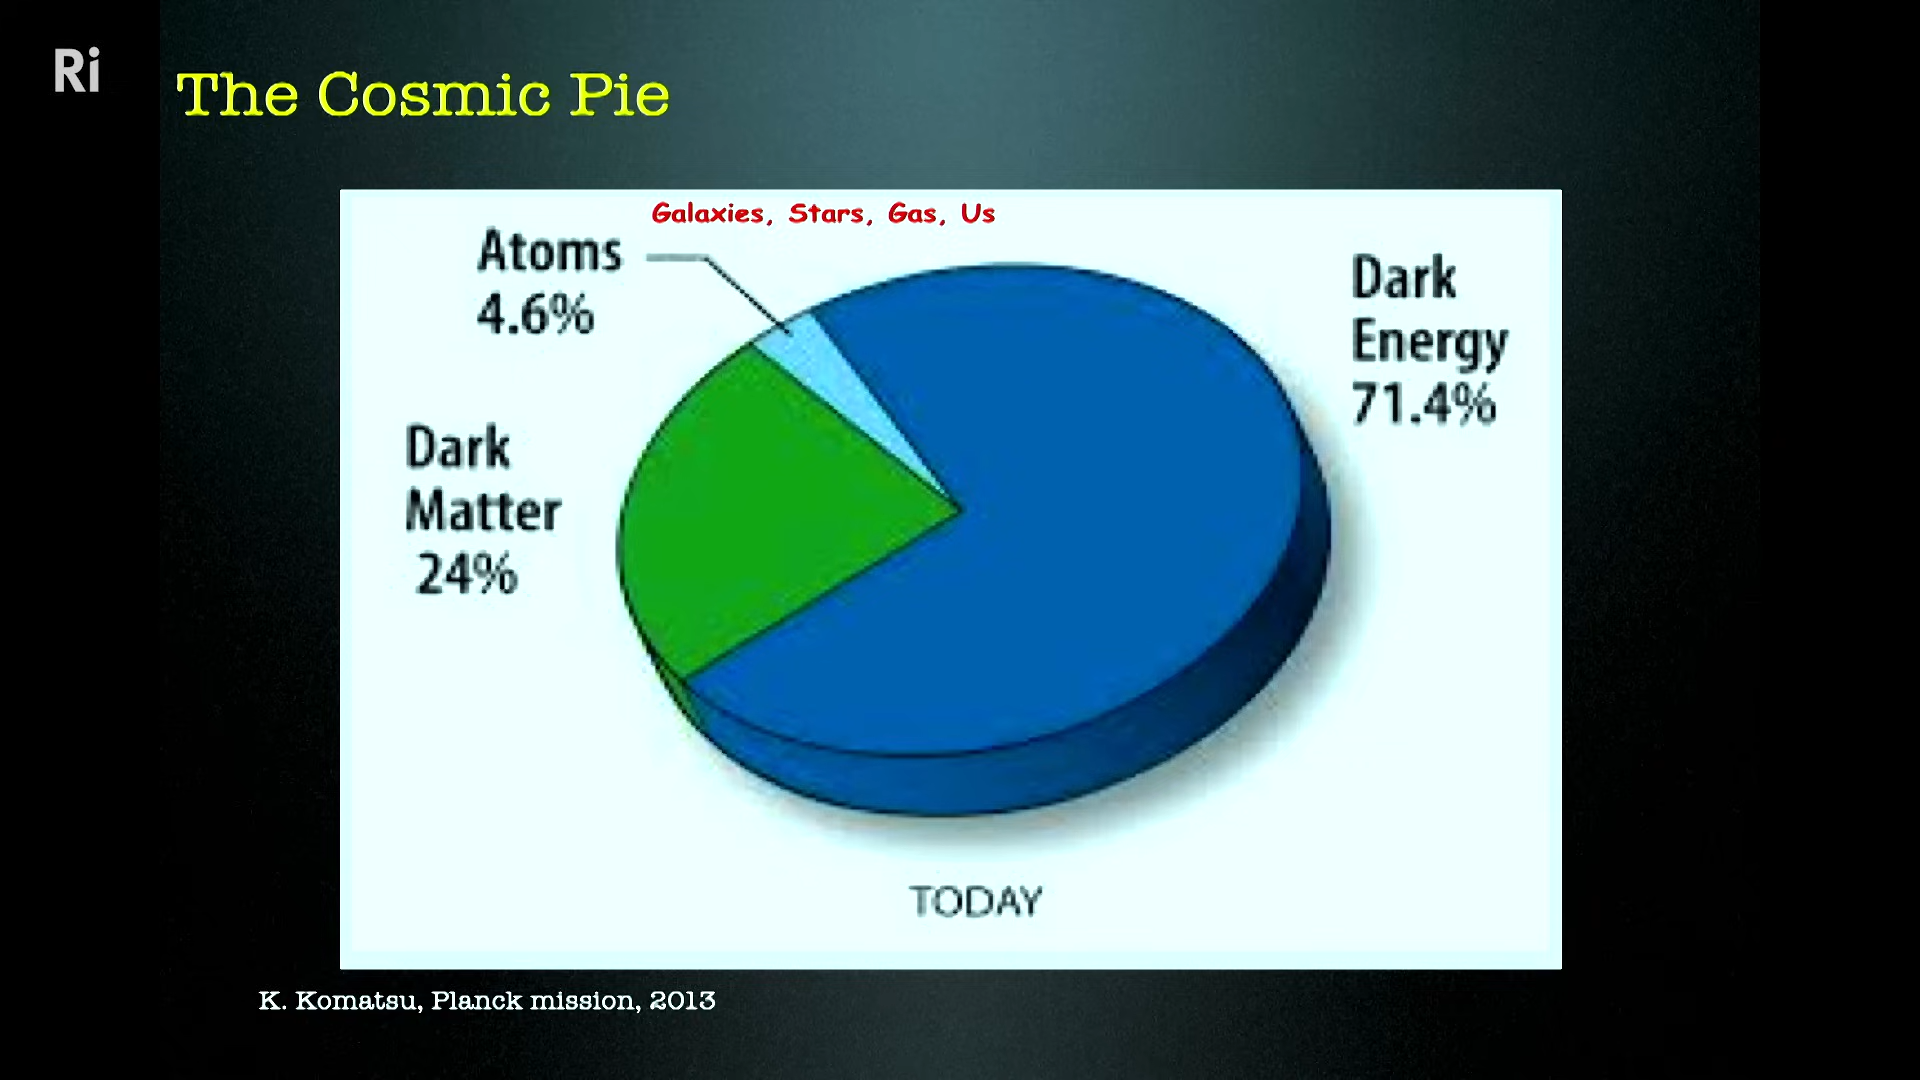 Ri
The Cosmic Pie
Galaxies, Stars, Gas, Us
Atoms
4.6%
Dark
Energy
71.4%
Dark
Matter
24%
TODAY
K. Komatsu, Planck mission, 2013